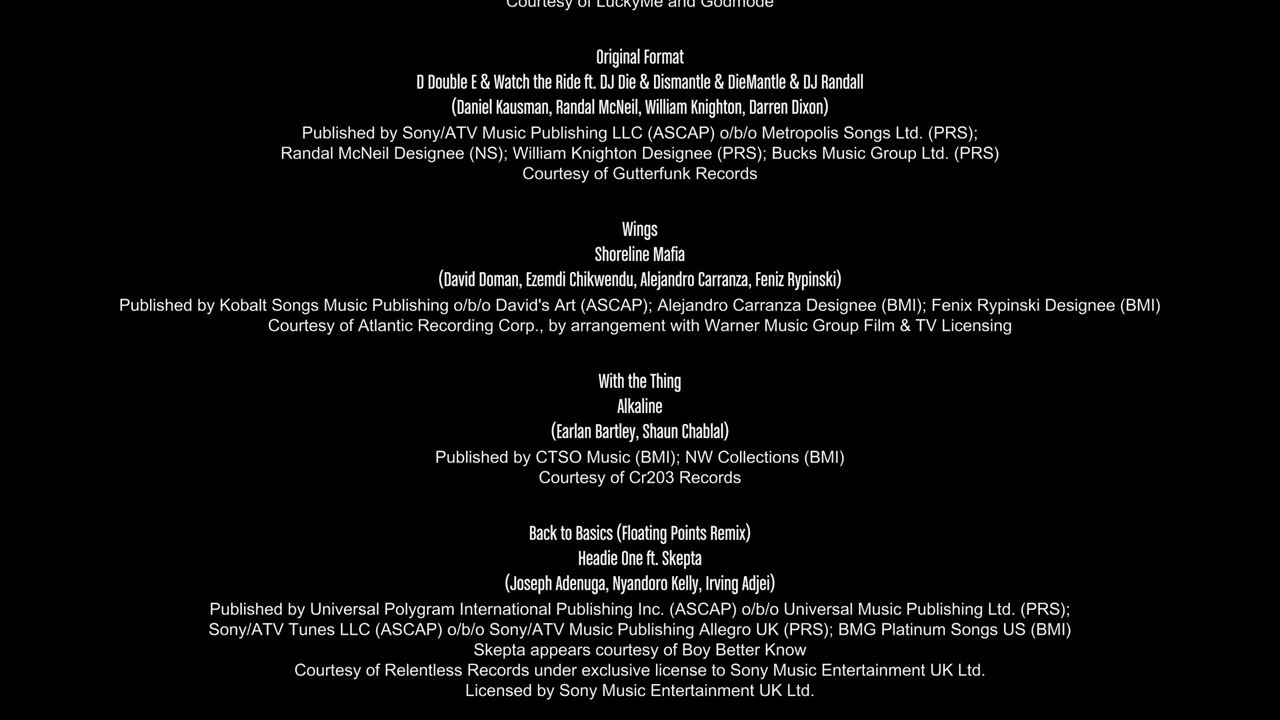 Courtesy of LuckyMe and Godmode
Original Format
D Double E & Watch the Ride ft. DJ Die & Dismantle & DieMantle & DJ Randall
(Daniel Kausman, Randal McNeil, William Knighton, Darren Dixon)
Published by Sony/ATV Music Publishing LLC (ASCAP) o/b/o Metropolis Songs Ltd. (PRS);
Randal McNeil Designee (NS); William Knighton Designee (PRS); Bucks Music Group Ltd. (PRS)
Courtesy of Gutterfunk Records
Wings
Shoreline Mafia
(David Doman, Ezemdi Chikwendu, Alejandro Carranza, Feniz Rypinski)
Published by Kobalt Songs Music Publishing o/b/o David's Art (ASCAP); Alejandro Carranza Designee (BMI); Fenix Rypinski Designee (BMI)
Courtesy of Atlantic Recording Corp., by arrangement with Warner Music Group Film & TV Licensing
With the Thing
Alkaline
(Earlan Bartley, Shaun Chablal)
Published by CTSO Music (BMI); NW Collections (BMI)
Courtesy of Cr203 Records
Back to Basics (Floating Points Remix)
Headie One ft. Skepta
(Joseph Adenuga, Nyandoro Kelly, Irving Adjei)
Published by Universal Polygram International Publishing Inc. (ASCAP) o/b/o Universal Music Publishing Ltd. (PRS);
Sony/ATV Tunes LLC (ASCAP) o/b/o Sony/ATV Music Publishing Allegro UK (PRS); BMG Platinum Songs US (BMI)
Skepta appears courtesy of Boy Better Know
Courtesy of Relentless Records under exclusive license to Sony Music Entertainment UK Ltd.
Licensed by Sony Music Entertainment UK Ltd.